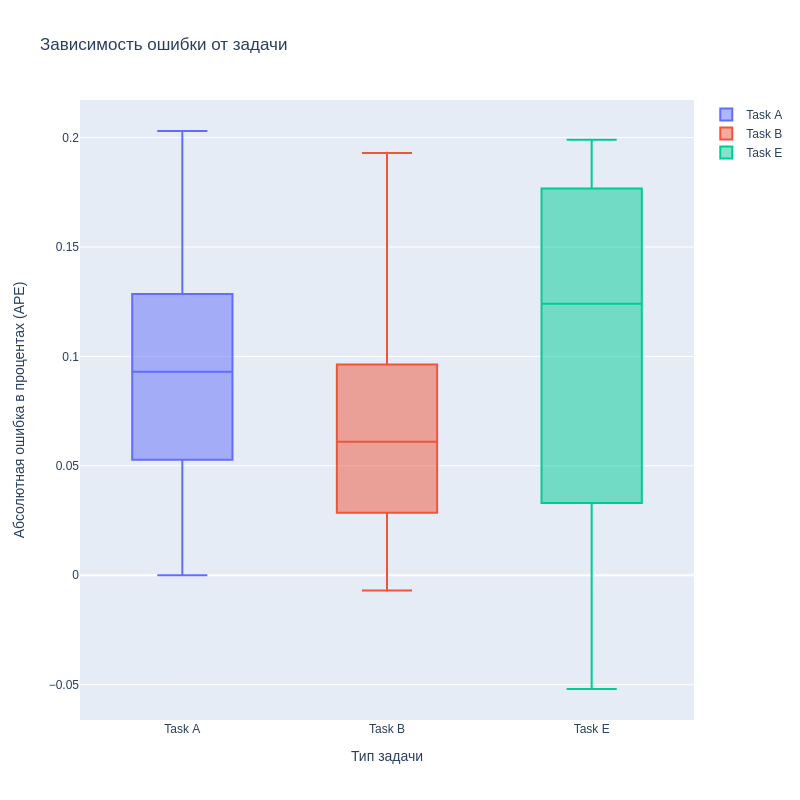 Зависимость ошибки от задачи
Task A
Task B
Task E
0.2
0.15
0.1
0.05
0
−0.05
Абсолютная ошибка в процентах (APE)
Task A
Task B
Task E
Тип задачи